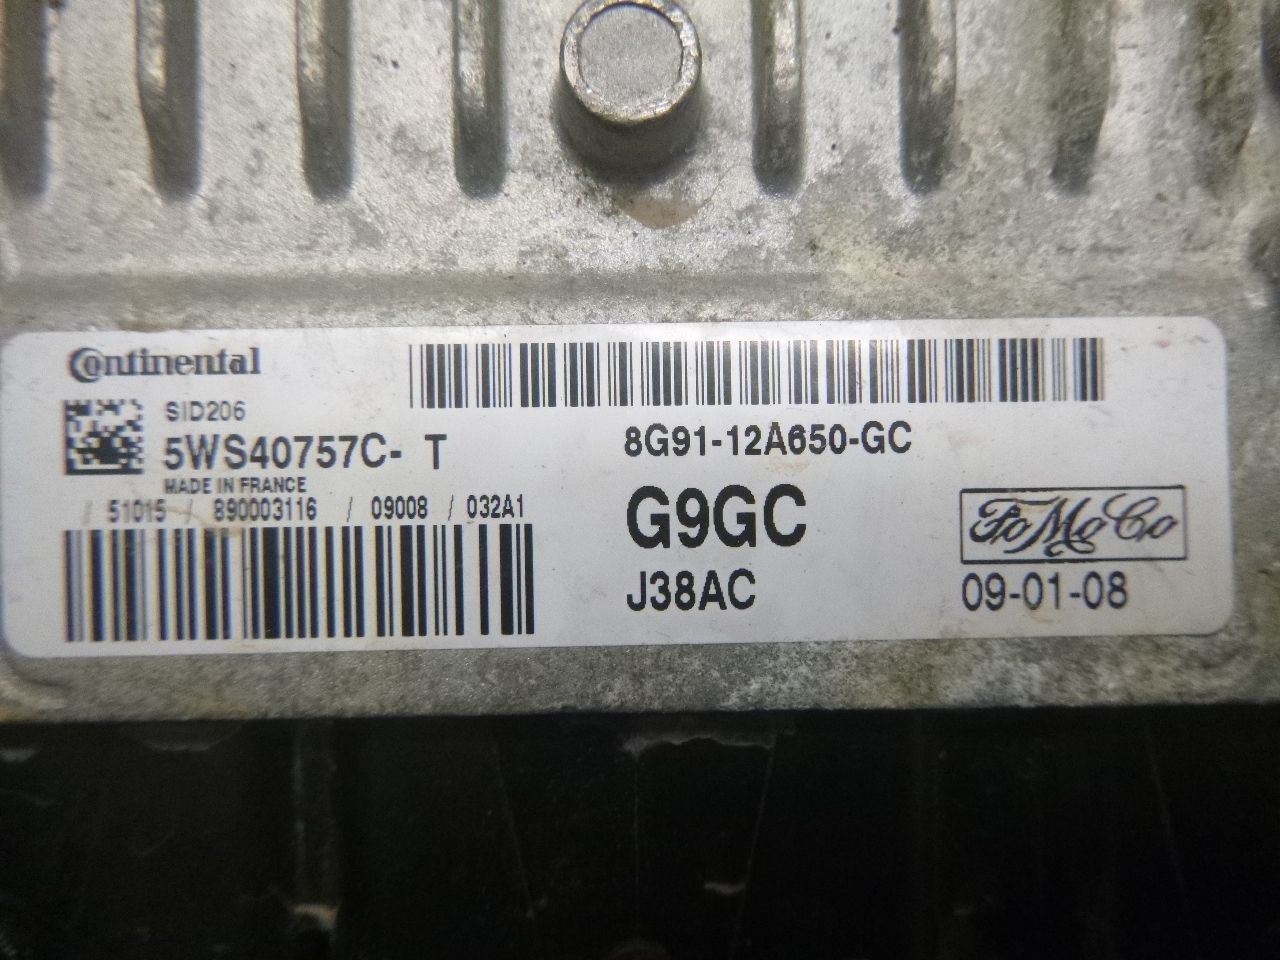 Continental
SID206
5WS40757C- T
MADE IN FRANCE
/ 51015 / 890003116 / 09008 / 032A1
8G91-12A650-GC
G9GC
J38AC
FoMoCo
09-01-08